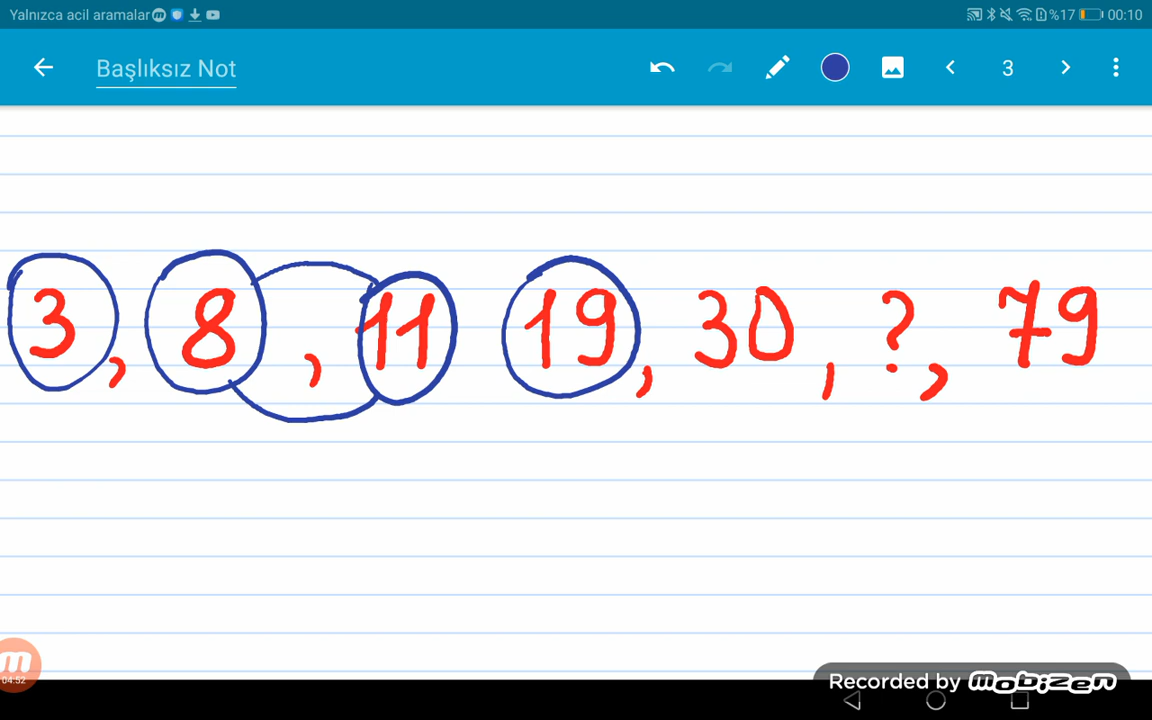 Yalnızca acil aramalar %17 00:10
Başlıksız Not 3
3, 8, 11 19, 30, ?, 79
04:52
Recorded by mobizen